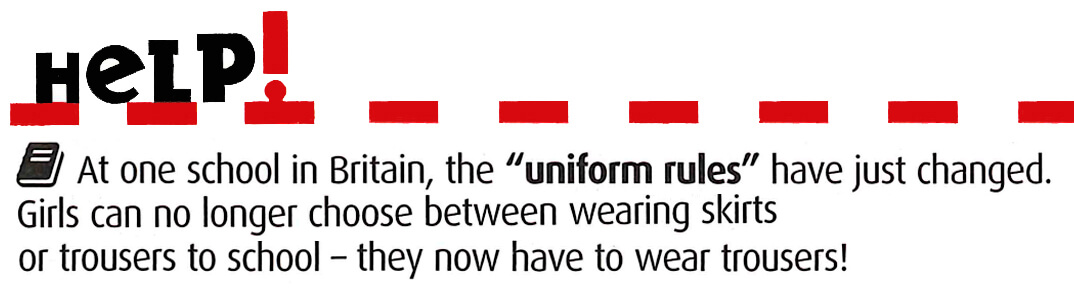 HeLP!
At one school in Britain, the “uniform rules” have just changed.
Girls can no longer choose between wearing skirts
or trousers to school – they now have to wear trousers!